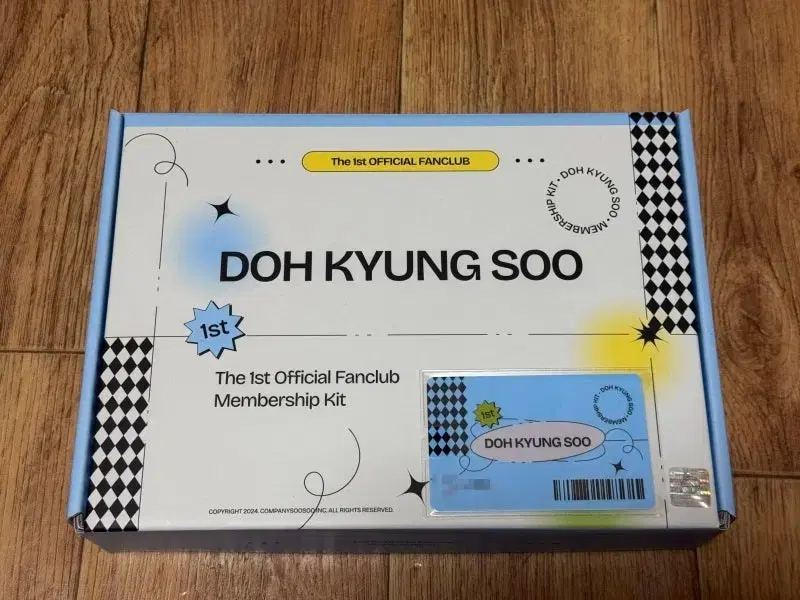 The 1st OFFICIAL FANCLUB
DOH KYUNG SOO • MEMBERSHIP KIT •
DOH KYUNG SOO
1st
The 1st Official Fanclub
Membership Kit
COPYRIGHT 2024. COMPANYSOOSOO INC. ALL RIGHTS RESERVED.
DOH KYUNG SOO • MEMBERSHIP KIT •
1st
DOH KYUNG SOO